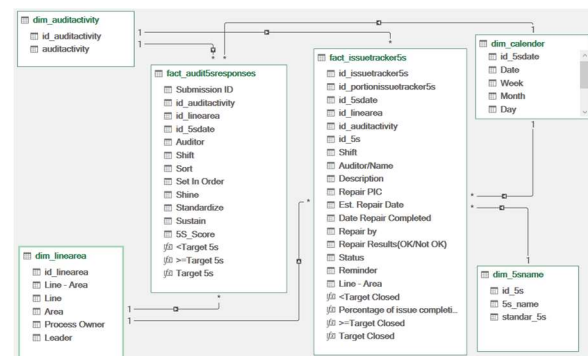 dim_auditactivity
id_auditactivity
auditactivity
1
1
*
*
*
fact_audit5sresponses
Submission ID
id_auditactivity
id_linearea
id_5sdate
Auditor
Shift
Sort
Set In Order
Shine
Standardize
Sustain
5S_Score
<Target 5s
>=Target 5s
Target 5s
*
fact_issuetracker5s
id_issuetracker5s
id_portionissuetracker5s
id_5sdate
id_linearea
id_auditactivity
id_5s
Shift
Auditor/Name
Description
Repair PIC
Est. Repair Date
Date Repair Completed
Repair by
Repair Results(OK/Not OK)
Status
Reminder
Line - Area
<Target Closed
Percentage of issue completi...
>=Target Closed
Target Closed
*
*
*
1
dim_calender
id_5sdate
Date
Week
Month
Day
1
1
dim_5sname
id_5s
5s_name
standar_5s
dim_linearea
id_linearea
Line - Area
Line
Area
Process Owner
Leader
1
1